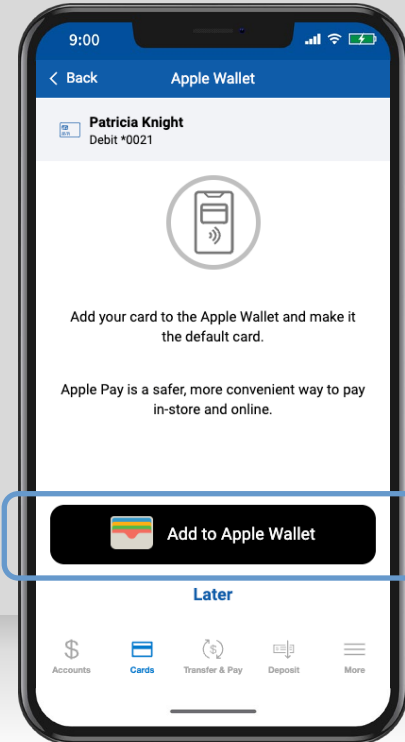 9:00
Back
Apple Wallet
Patricia Knight
Debit *0021
Add your card to the Apple Wallet and make it
the default card.
Apple Pay is a safer, more convenient way to pay
in-store and online.
Add to Apple Wallet
Later
Accounts
Cards
Transfer & Pay
Deposit
More